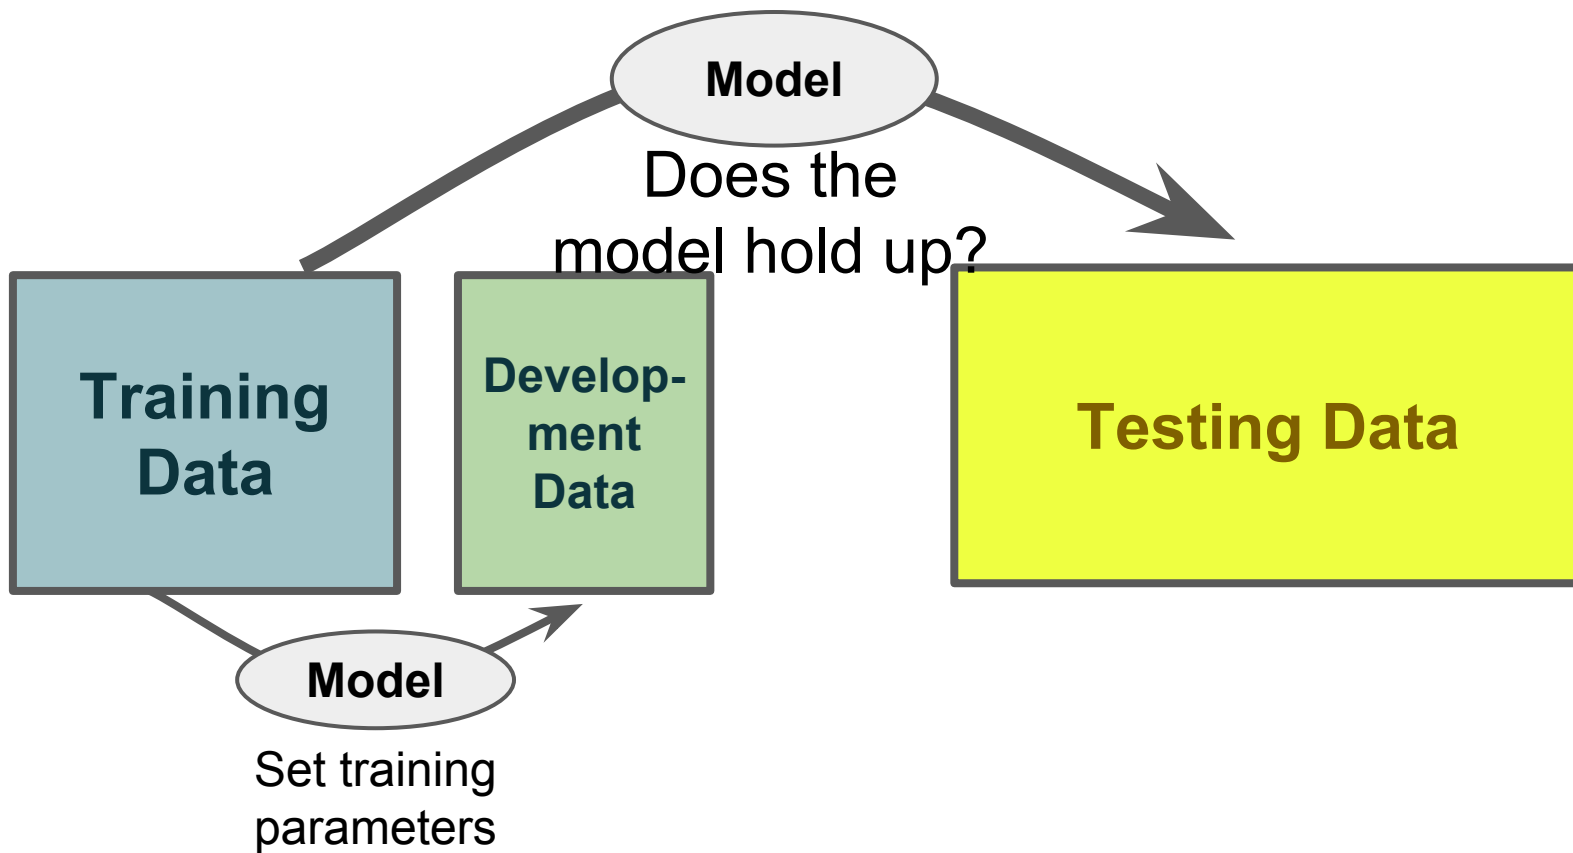 Model
Does the
model hold up?
Training
Data
Develop-
ment
Data
Testing Data
Model
Set training
parameters